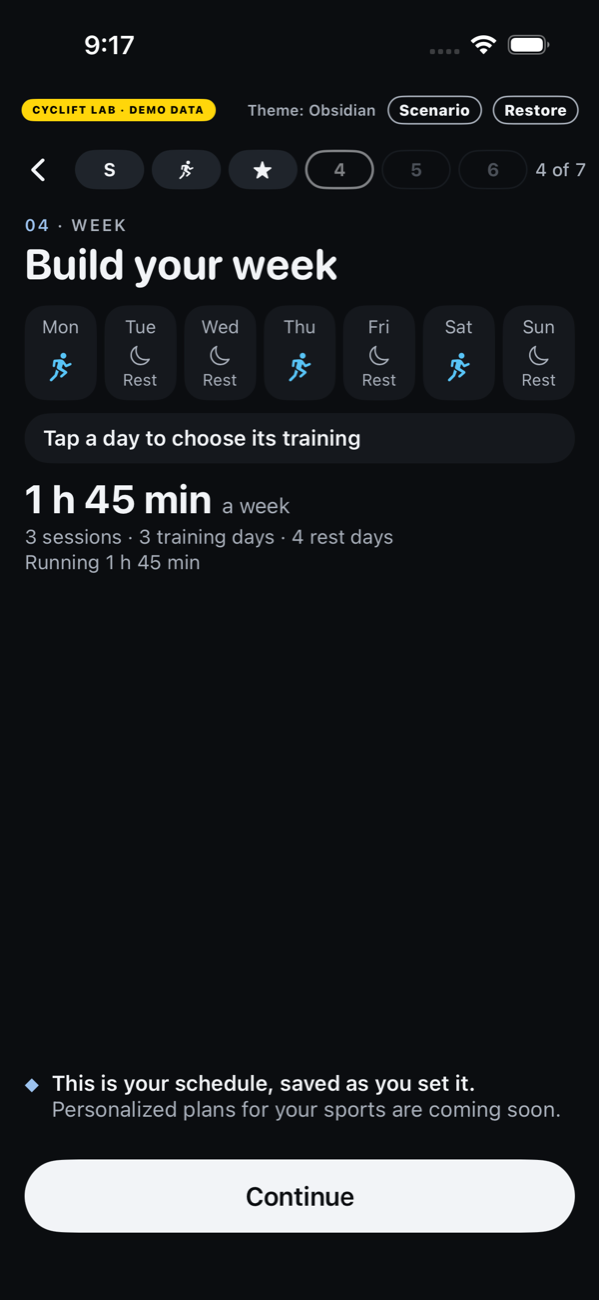 9:17
CYCLIFT LAB · DEMO DATA
Theme: Obsidian
Scenario
Restore
S
4
5
6
4 of 7
04 · WEEK
Build your week
Mon
Tue
Rest
Wed
Rest
Thu
Fri
Rest
Sat
Sun
Rest
Tap a day to choose its training
1 h 45 min a week
3 sessions · 3 training days · 4 rest days
Running 1 h 45 min
This is your schedule, saved as you set it.
Personalized plans for your sports are coming soon.
Continue